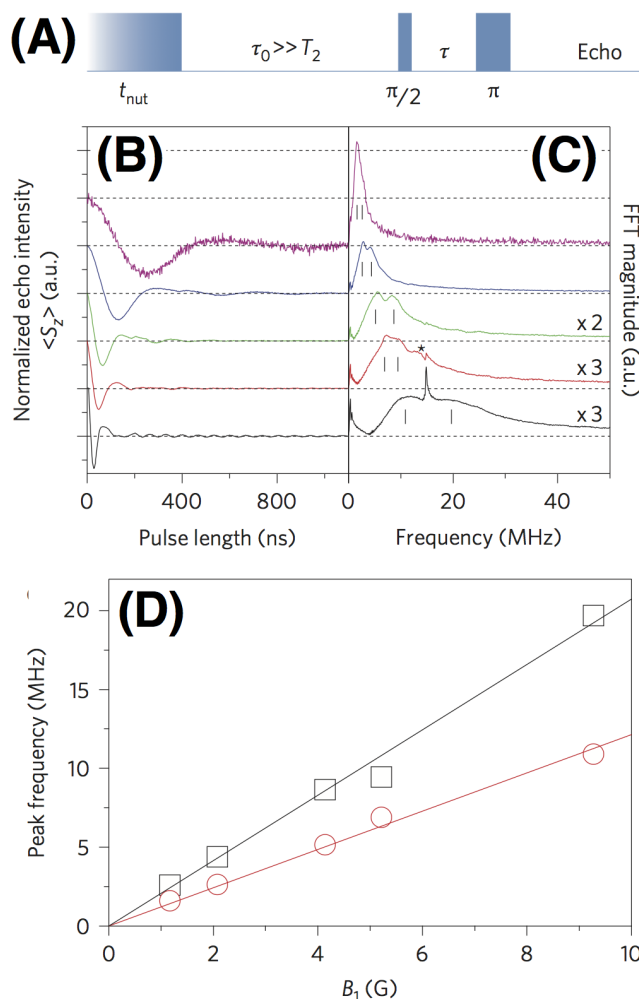 (A)
τ0 >> T2
τ
Echo
tnut
π/2
π
(B)
(C)
Normalized echo intensity
<Sz> (a.u.)
FFT magnitude (a.u.)
x 2
*
x 3
x 3
0 400 800
0 20 40
Pulse length (ns)
Frequency (MHz)
(D)
20
15
10
5
0
Peak frequency (MHz)
0 2 4 6 8 10
B1 (G)